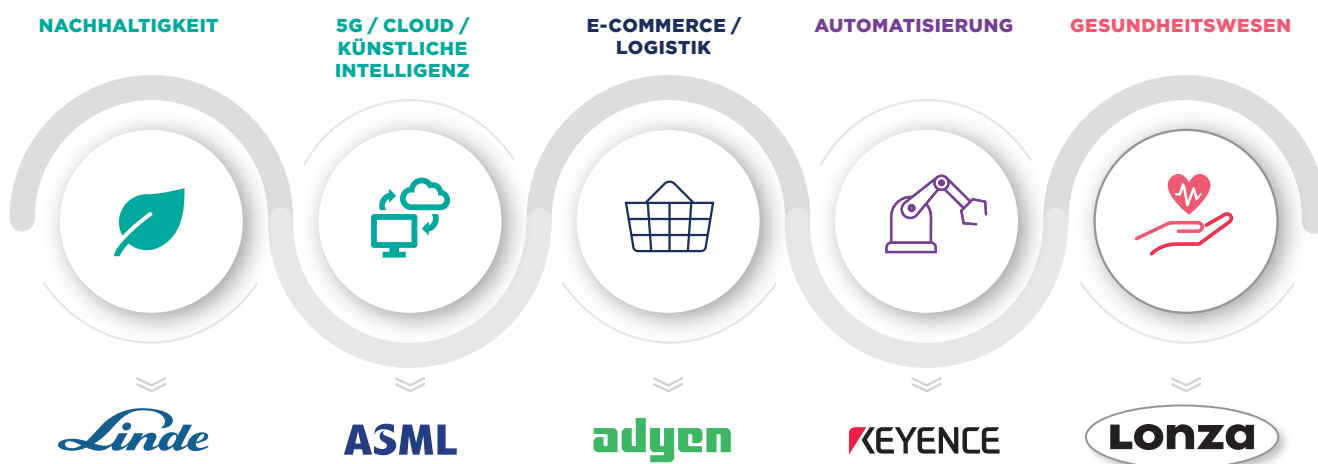 NACHHALTIGKEIT
5G / CLOUD /
KÜNSTLICHE
INTELLIGENZ
E-COMMERCE /
LOGISTIK
AUTOMATISIERUNG
GESUNDHEITSWESEN
Linde
ASML
adyen
KEYENCE
Lonza